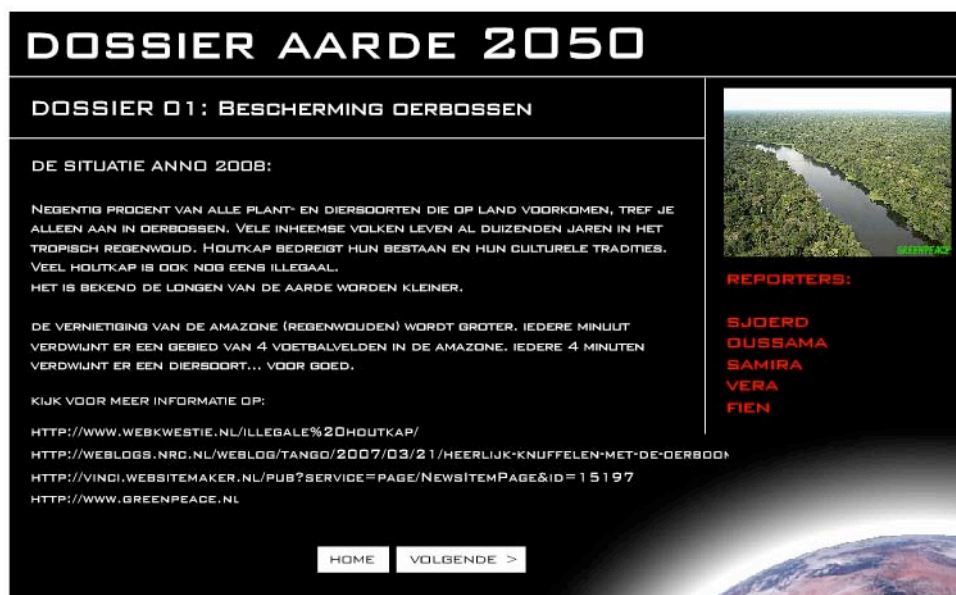 DOSSIER AARDE 2050
DOSSIER 01: BESCHERMING OERBOSSEN
DE SITUATIE ANNO 2008:
NEGENTIG PROCENT VAN ALLE PLANT- EN DIERSOORTEN DIE OP LAND VOORKOMEN, TREF JE
ALLEEN AAN IN OERBOSSEN. VELE INHEEMSE VOLKEN LEVEN AL DUIZENDEN JAREN IN HET
TROPISCH REGENWOUD. HOUTKAP BEDREIGT HUN BESTAAN EN HUN CULTURELE TRADITIES.
VEEL HOUTKAP IS OOK NOG EENS ILLEGAAL.
HET IS BEKEND DE LONGEN VAN DE AARDE WORDEN KLEINER.
DE VERNIETIGING VAN DE AMAZONE (REGENWOUDEN) WORDT GROTER. IEDERE MINUUT
VERDWIJNT ER EEN GEBIED VAN 4 VOETBALVELDEN IN DE AMAZONE. IEDERE 4 MINUTEN
VERDWIJNT ER EEN DIERSOORT... VOOR GOED.
KIJK VOOR MEER INFORMATIE OP:
HTTP://WWW.WEBKWESTIE.NL/ILLEGALE%20HOUTKAP/
HTTP://WEBLOGS.NRC.NL/WEBLOG/TANGO/2007/03/21/HEERLIJK-KNUFFELEN-MET-DE-OERBOOM
HTTP://VINCI.WEBSITEMAKER.NL/PUB?SERVICE=PAGE/NEWSITEMPAGE&ID=15197
HTTP://WWW.GREENPEACE.NL
HOME
VOLGENDE >
GREENPEACE
REPORTERS:
SJOERD
OUSSAMA
SAMIRA
VERA
FIEN